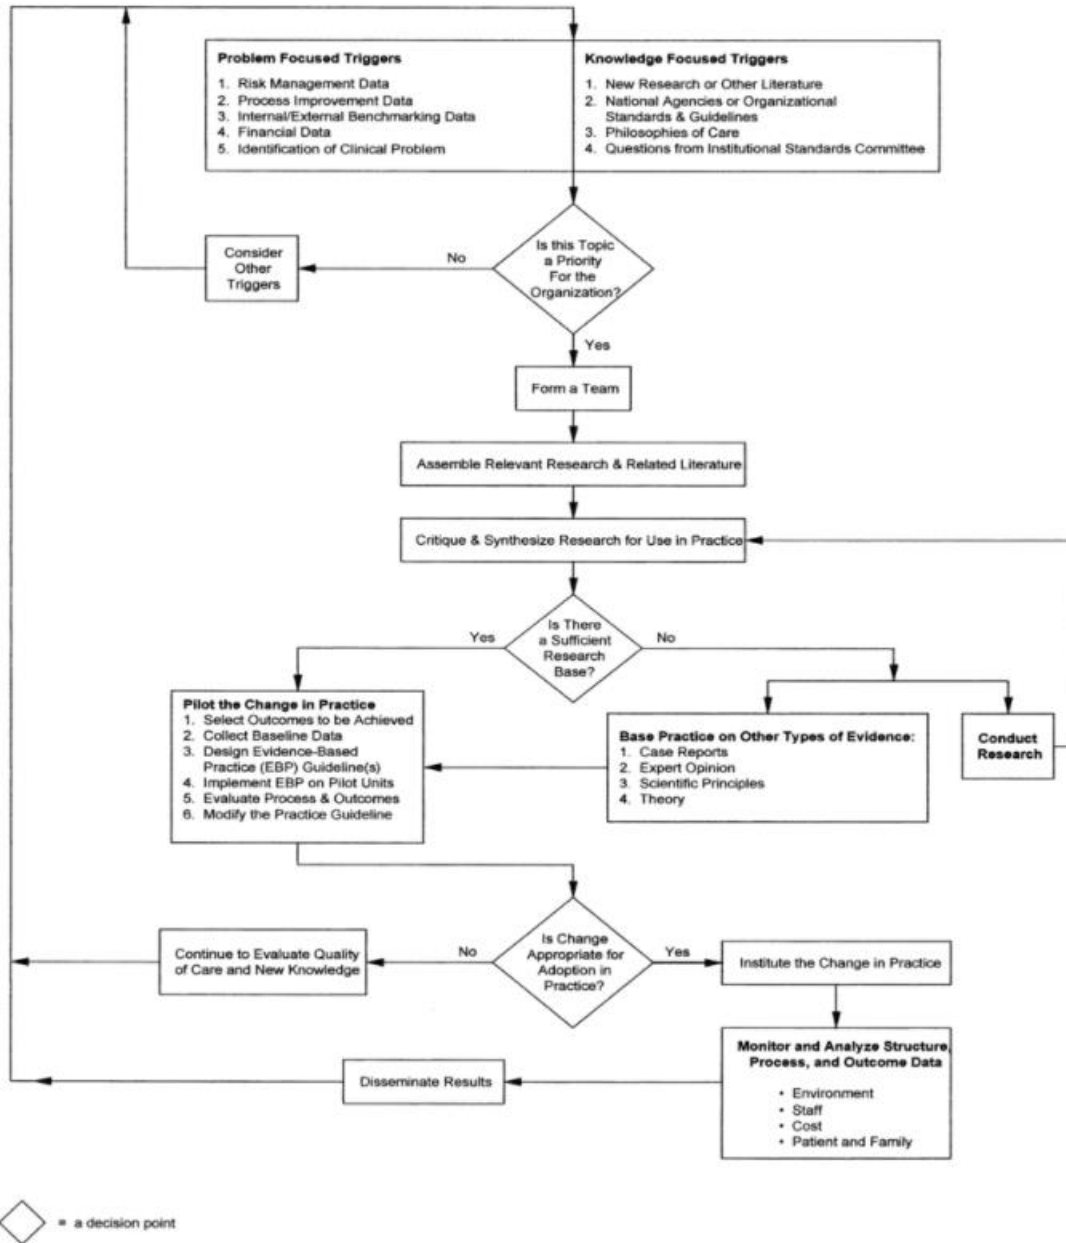 Problem Focused Triggers
1. Risk Management Data
2. Process Improvement Data
3. Internal/External Benchmarking Data
4. Financial Data
5. Identification of Clinical Problem
Knowledge Focused Triggers
1. New Research or Other Literature
2. National Agencies or Organizational
Standards & Guidelines
3. Philosophies of Care
4. Questions from Institutional Standards Committee
Consider
Other
Triggers
No
Is this Topic
a Priority
For the
Organization?
Yes
Form a Team
Assemble Relevant Research & Related Literature
Critique & Synthesize Research for Use in Practice
Yes
Is There
a Sufficient
Research
Base?
No
Pilot the Change in Practice
1. Select Outcomes to be Achieved
2. Collect Baseline Data
3. Design Evidence-Based
Practice (EBP) Guideline(s)
4. Implement EBP on Pilot Units
5. Evaluate Process & Outcomes
6. Modify the Practice Guideline
Base Practice on Other Types of Evidence:
1. Case Reports
2. Expert Opinion
3. Scientific Principles
4. Theory
Conduct
Research
Continue to Evaluate Quality
of Care and New Knowledge
No
Is Change
Appropriate for
Adoption in
Practice?
Yes
Institute the Change in Practice
Monitor and Analyze Structure,
Process, and Outcome Data
• Environment
• Staff
• Cost
• Patient and Family
Disseminate Results
= a decision point